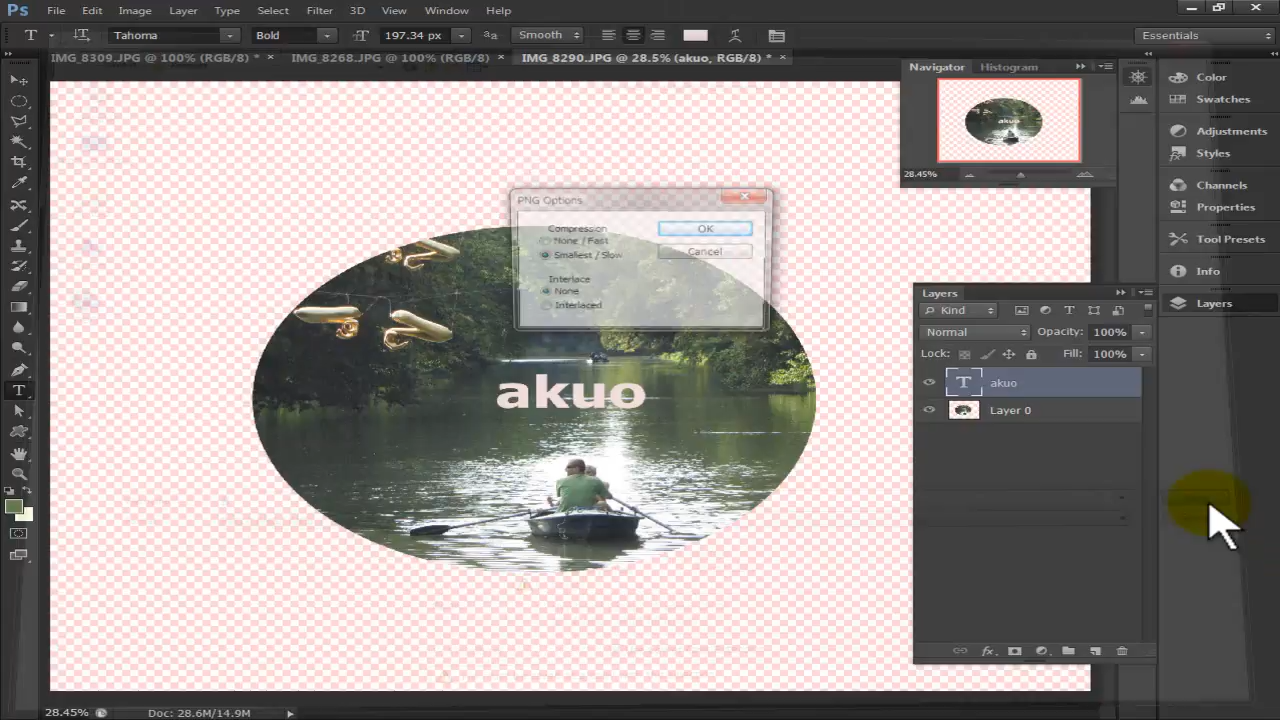 Ps File Edit Image Layer Type Select Filter 3D View Window Help
T Tahoma Bold 197.34 px aa Smooth Essentials
IMG_8309.JPG @ 100% (RGB/8) * × IMG_8268.JPG @ 100% (RGB/8) × IMG_8290.JPG @ 28.5% (akuo, RGB/8) * ×
Navigator Histogram
28.45%
Color
Swatches
Adjustments
Styles
Channels
Properties
Tool Presets
Info
Layers
PNG Options
Compression
None / Fast
Smallest / Slow
Interlace
None
Interlaced
OK
Cancel
akuo
akuo
Layers
Kind
Normal Opacity: 100%
Lock: Fill: 100%
T akuo
Layer 0
fx
28.45% Doc: 28.6M/14.9M